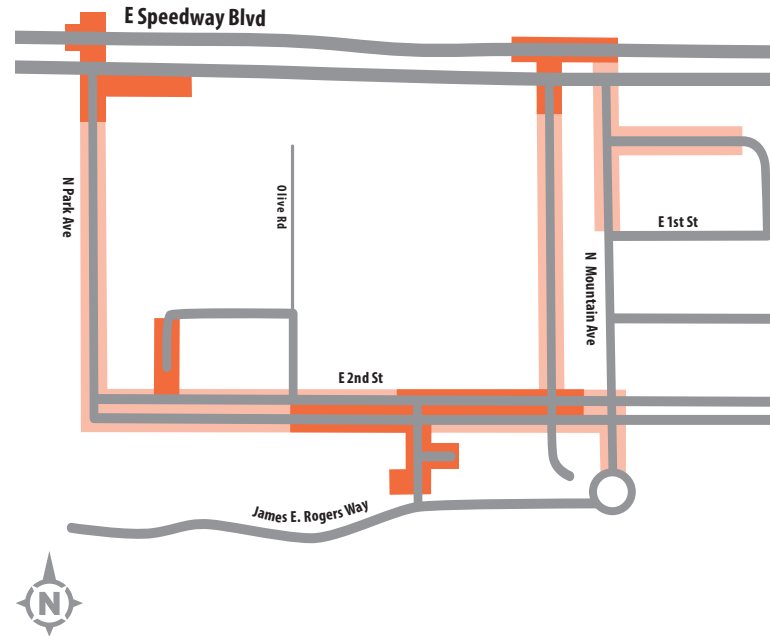 E Speedway Blvd
N Park Ave
Olive Rd
E 1st St
N Mountain Ave
E 2nd St
James E. Rogers Way
N